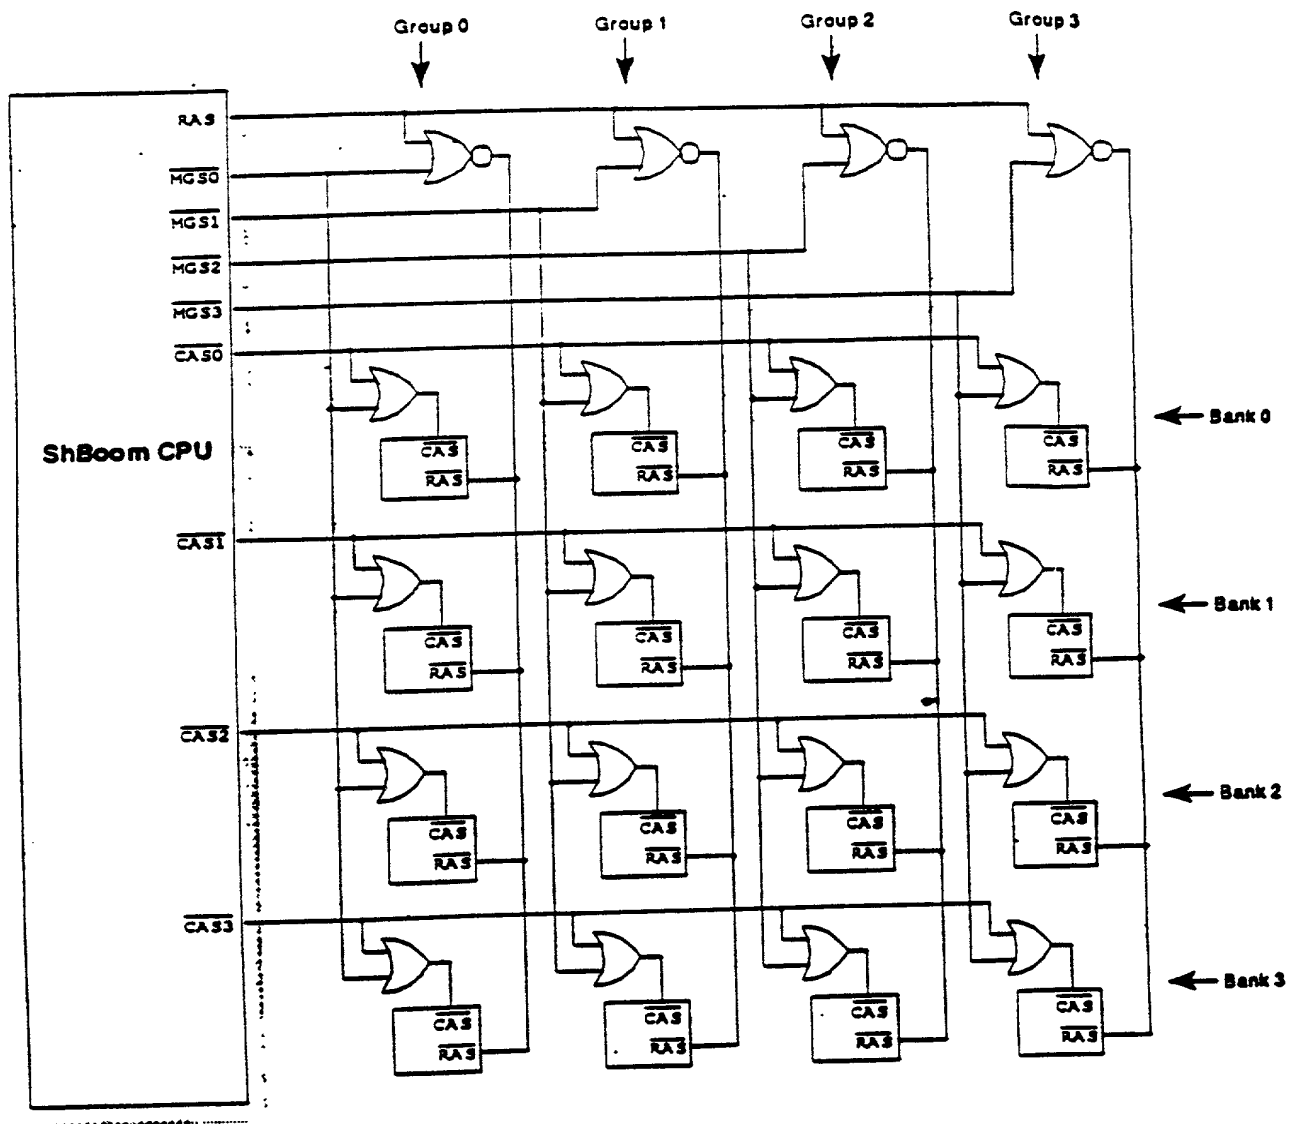 Group 0 Group 1 Group 2 Group 3
RAS
MGS0
MGS1
MGS2
MGS3
CAS0
Bank 0
ShBoom CPU
CAS CAS CAS CAS
RAS RAS RAS RAS
CAS1
Bank 1
CAS CAS CAS CAS
RAS RAS RAS RAS
CAS2
Bank 2
CAS CAS CAS CAS
RAS RAS RAS RAS
CAS3
Bank 3
CAS CAS CAS CAS
RAS RAS RAS RAS